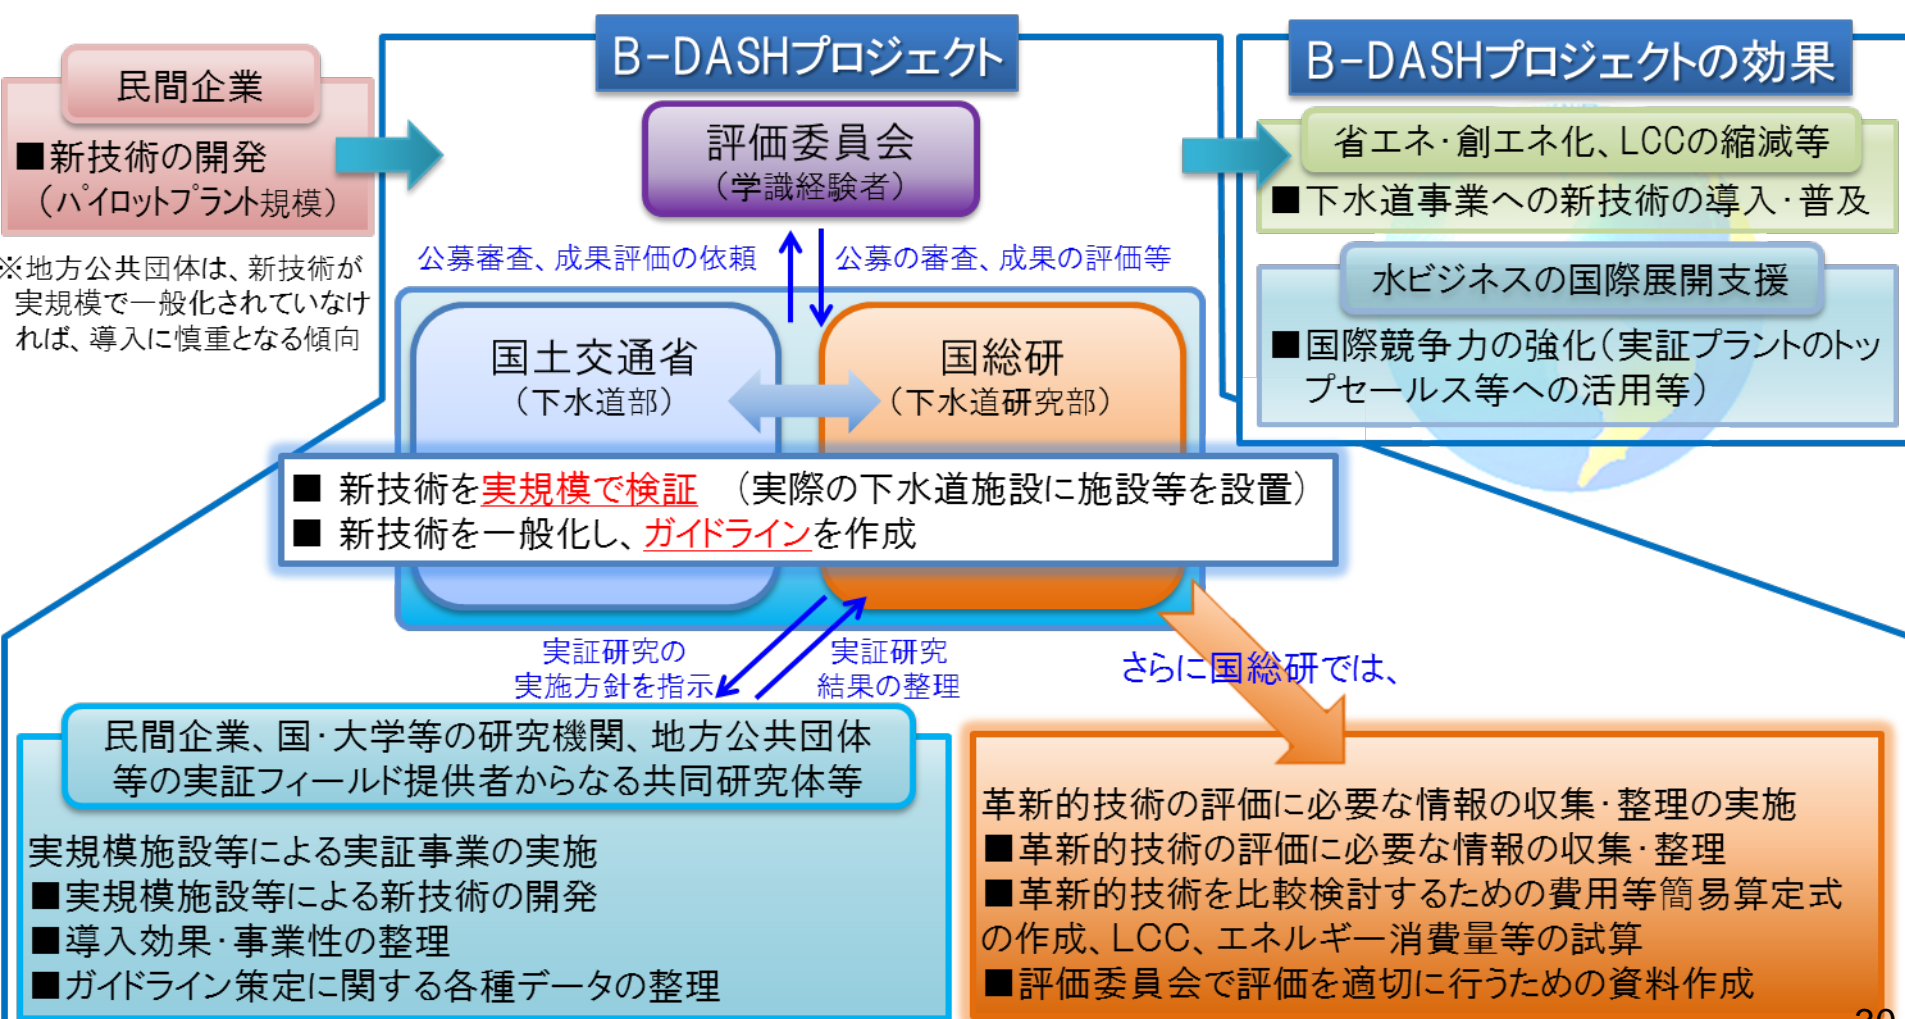 民間企業
■新技術の開発
（パイロットプラント規模）
※地方公共団体は、新技術が
実規模で一般化されていなけ
れば、導入に慎重となる傾向
B-DASHプロジェクト
評価委員会
（学識経験者）
公募審査、成果評価の依頼
公募の審査、成果の評価等
国土交通省
（下水道部）
国総研
（下水道研究部）
■ 新技術を実規模で検証　（実際の下水道施設に施設等を設置）
■ 新技術を一般化し、ガイドラインを作成
B-DASHプロジェクトの効果
省エネ・創エネ化、LCCの縮減等
■下水道事業への新技術の導入・普及
水ビジネスの国際展開支援
■国際競争力の強化（実証プラントのトッ
プセールス等への活用等）
実証研究の
実施方針を指示
実証研究
結果の整理
さらに国総研では、
民間企業、国・大学等の研究機関、地方公共団体
等の実証フィールド提供者からなる共同研究体等
実規模施設等による実証事業の実施
■実規模施設等による新技術の開発
■導入効果・事業性の整理
■ガイドライン策定に関する各種データの整理
革新的技術の評価に必要な情報の収集・整理の実施
■革新的技術の評価に必要な情報の収集・整理
■革新的技術を比較検討するための費用等簡易算定式
の作成、LCC、エネルギー消費量等の試算
■評価委員会で評価を適切に行うための資料作成